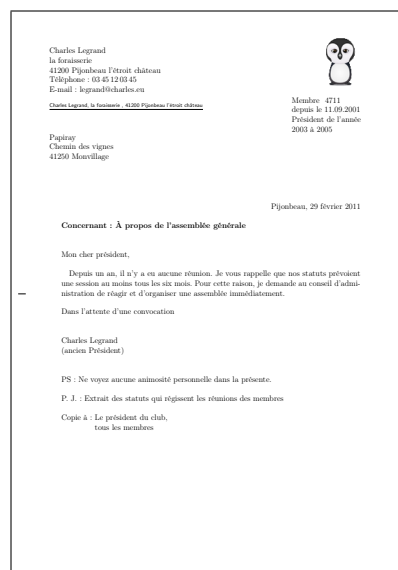 Charles Legrand
la foraisserie
41200 Pijonbeau l'étroit château
Téléphone : 03 45 12 03 45
E-mail : legrand@charles.eu
Charles Legrand, la foraisserie , 41200 Pijonbeau l'étroit château
Membre 4711
depuis le 11.09.2001
Président de l'année
2003 à 2005
Papiray
Chemin des vignes
41250 Monvillage
Pijonbeau, 29 février 2011
Concernant : À propos de l'assemblée générale
Mon cher président,
Depuis un an, il n'y a eu aucune réunion. Je vous rappelle que nos statuts prévoient
une session au moins tous les six mois. Pour cette raison, je demande au conseil d'admi-
nistration de réagir et d'organiser une assemblée immédiatement.
Dans l'attente d'une convocation
Charles Legrand
(ancien Président)
PS : Ne voyez aucune animosité personnelle dans la présente.
P. J. : Extrait des statuts qui régissent les réunions des membres
Copie à : Le président du club,
tous les membres